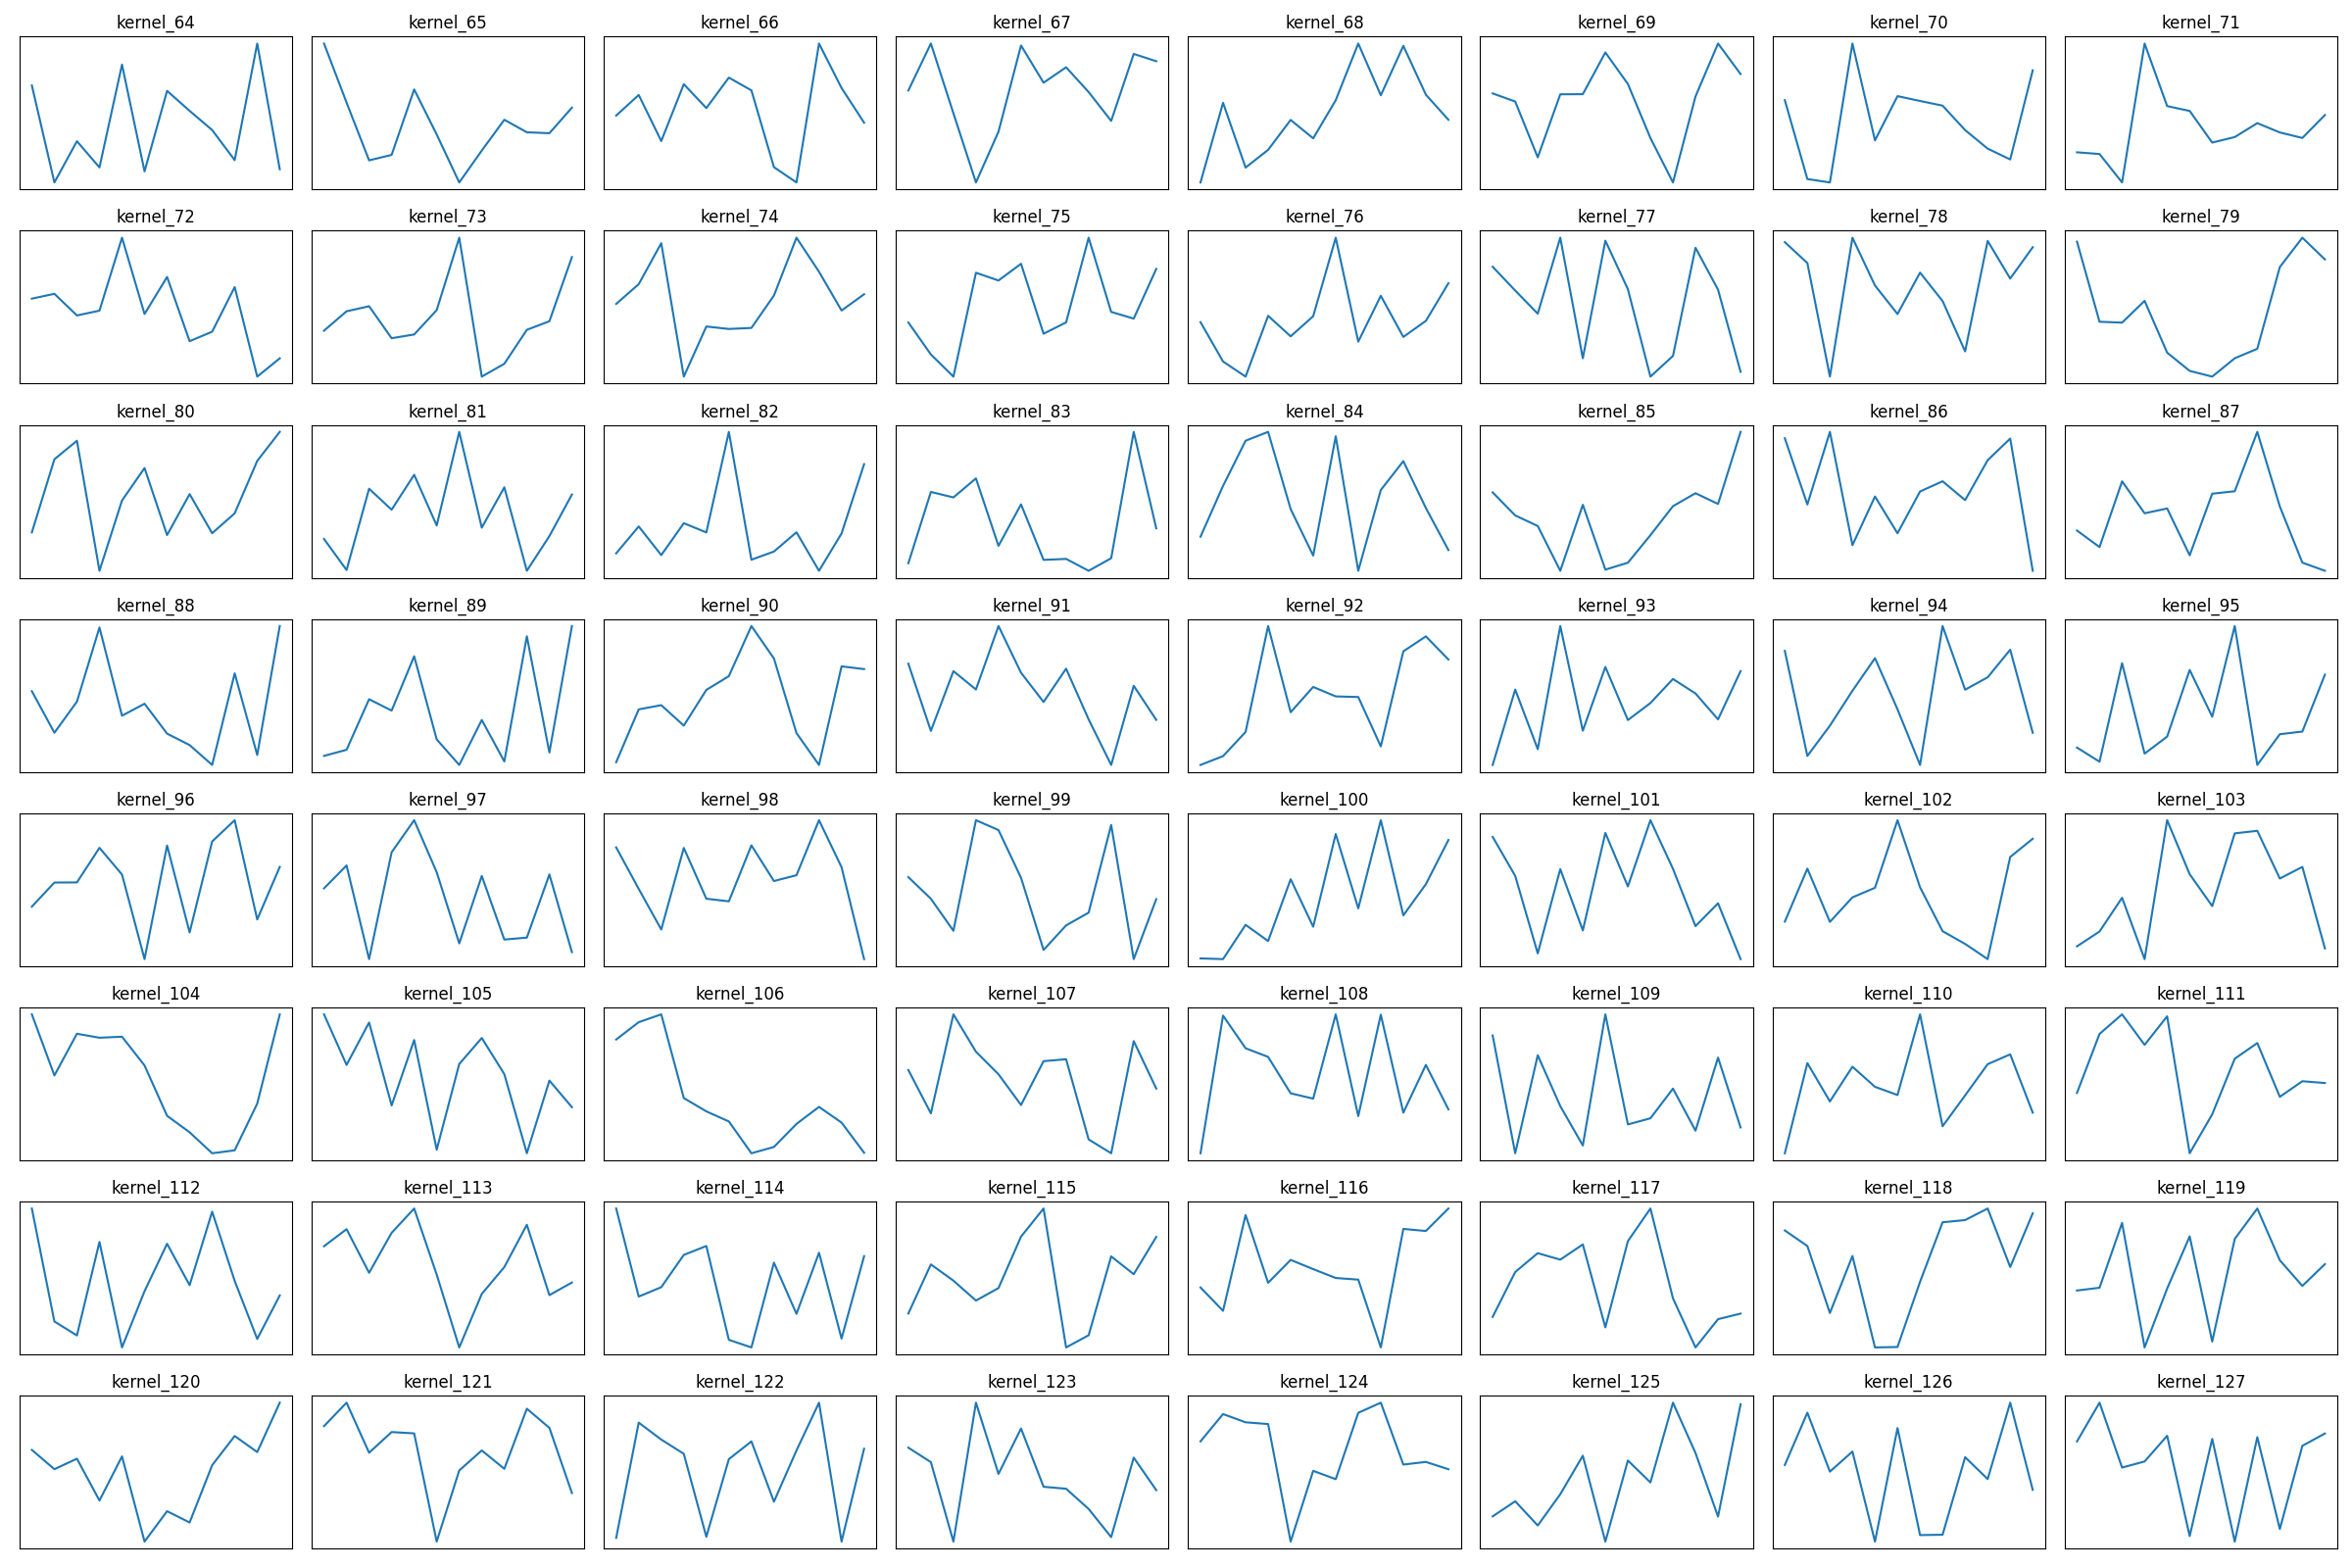 kernel_64 kernel_65 kernel_66 kernel_67 kernel_68 kernel_69 kernel_70 kernel_71
kernel_72 kernel_73 kernel_74 kernel_75 kernel_76 kernel_77 kernel_78 kernel_79
kernel_80 kernel_81 kernel_82 kernel_83 kernel_84 kernel_85 kernel_86 kernel_87
kernel_88 kernel_89 kernel_90 kernel_91 kernel_92 kernel_93 kernel_94 kernel_95
kernel_96 kernel_97 kernel_98 kernel_99 kernel_100 kernel_101 kernel_102 kernel_103
kernel_104 kernel_105 kernel_106 kernel_107 kernel_108 kernel_109 kernel_110 kernel_111
kernel_112 kernel_113 kernel_114 kernel_115 kernel_116 kernel_117 kernel_118 kernel_119
kernel_120 kernel_121 kernel_122 kernel_123 kernel_124 kernel_125 kernel_126 kernel_127